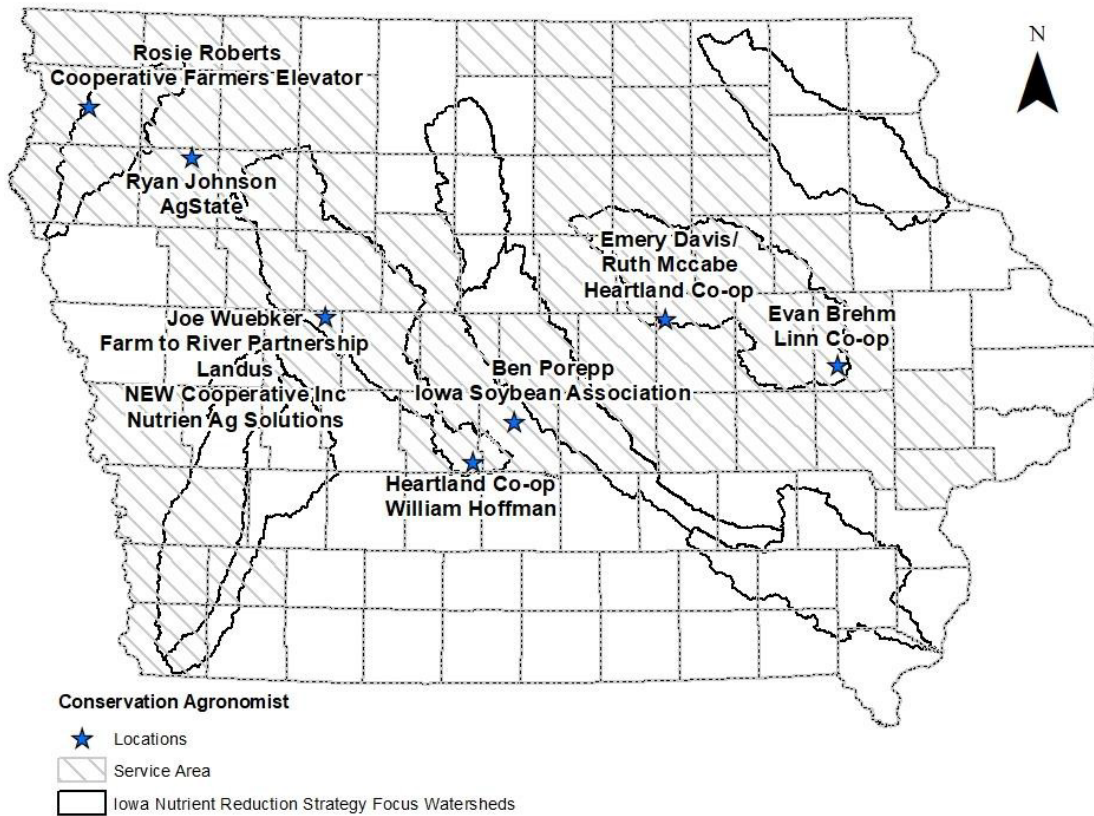 N
Rosie Roberts
Cooperative Farmers Elevator
Ryan Johnson
AgState
Emery Davis/
Ruth Mccabe
Heartland Co-op
Evan Brehm
Linn Co-op
Joe Wuebker
Farm to River Partnership
Landus
NEW Cooperative Inc
Nutrien Ag Solutions
Ben Porepp
Iowa Soybean Association
Heartland Co-op
William Hoffman
Conservation Agronomist
Locations
Service Area
Iowa Nutrient Reduction Strategy Focus Watersheds